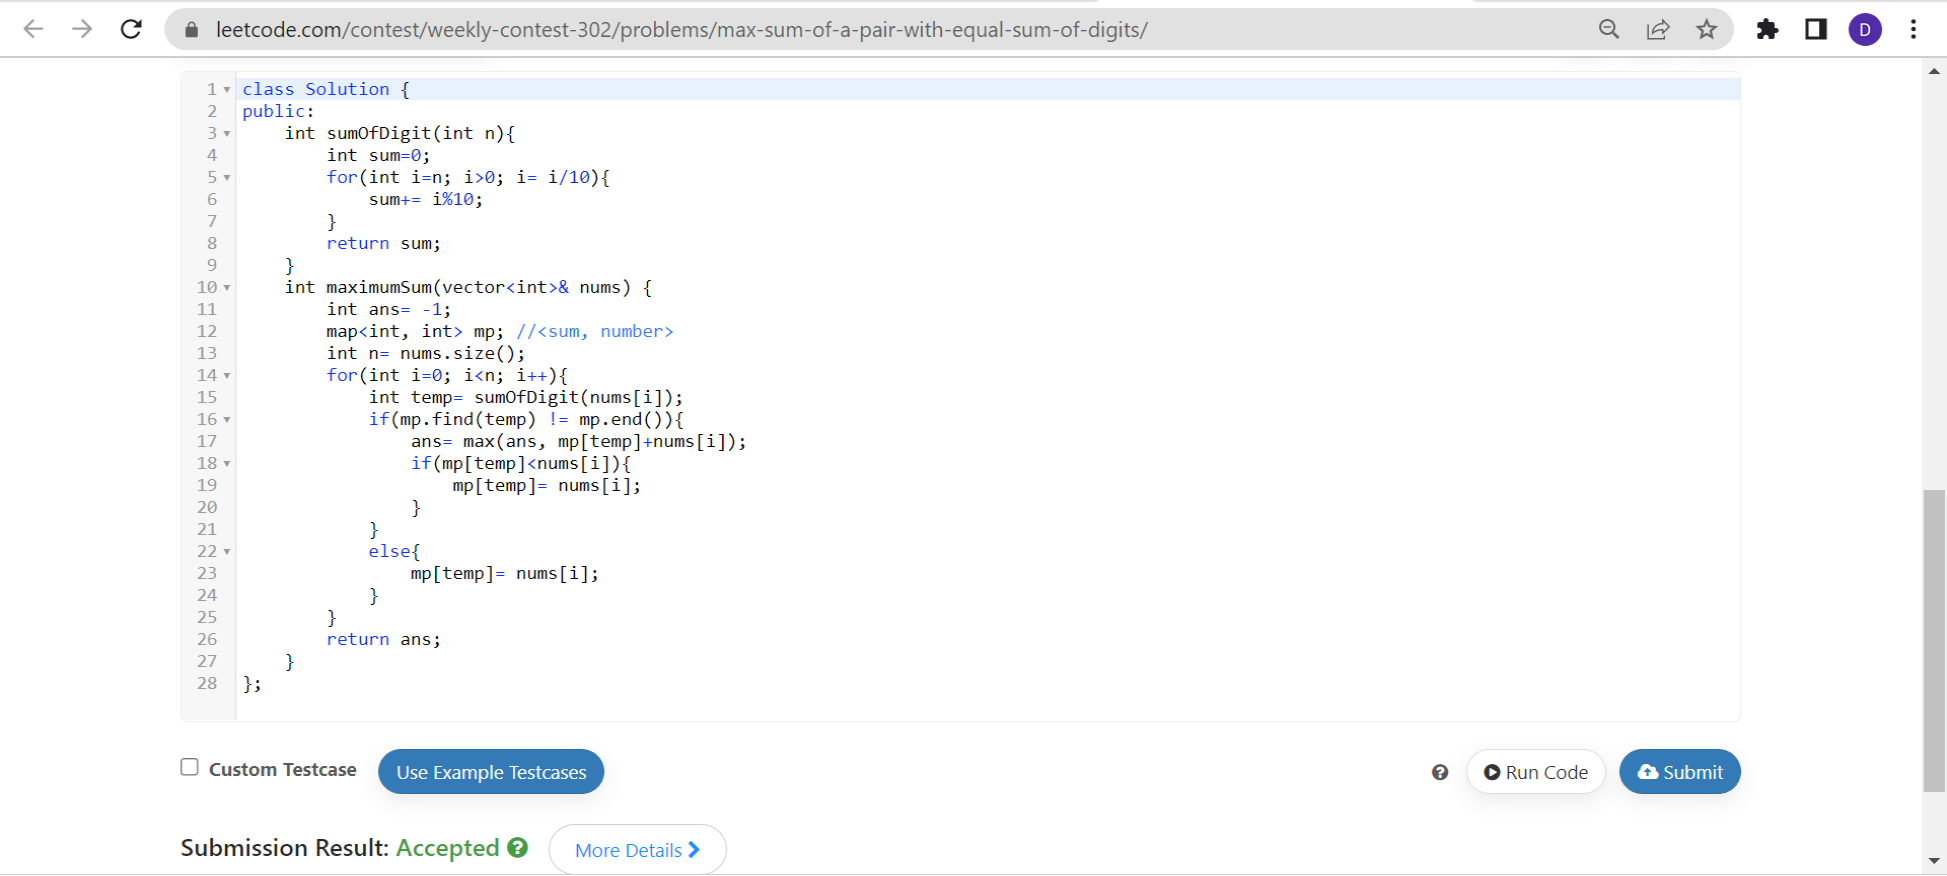 leetcode.com/contest/weekly-contest-302/problems/max-sum-of-a-pair-with-equal-sum-of-digits/
D
1 class Solution {
2 public:
3     int sumOfDigit(int n){
4         int sum=0;
5         for(int i=n; i>0; i= i/10){
6             sum+= i%10;
7         }
8         return sum;
9     }
10     int maximumSum(vector<int>& nums) {
11         int ans= -1;
12         map<int, int> mp; //<sum, number>
13         int n= nums.size();
14         for(int i=0; i<n; i++){
15             int temp= sumOfDigit(nums[i]);
16             if(mp.find(temp) != mp.end()){
17                 ans= max(ans, mp[temp]+nums[i]);
18                 if(mp[temp]<nums[i]){
19                     mp[temp]= nums[i];
20                 }
21             }
22             else{
23                 mp[temp]= nums[i];
24             }
25         }
26         return ans;
27     }
28 };
Custom Testcase Use Example Testcases ? Run Code Submit
Submission Result: Accepted ? More Details